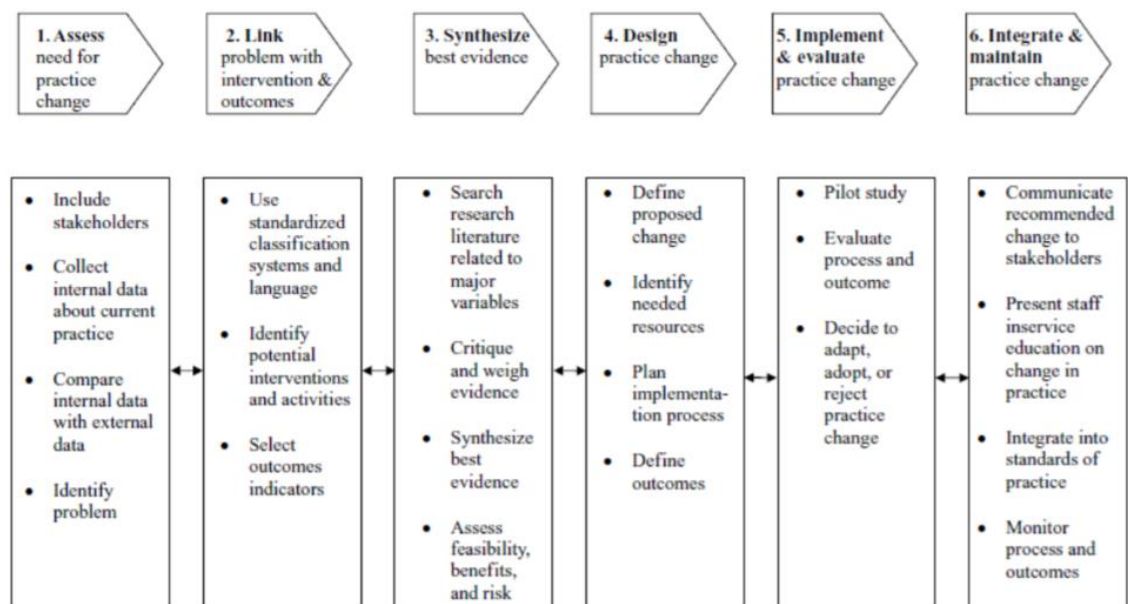 1. Assess
need for
practice
change
2. Link
problem with
intervention &
outcomes
3. Synthesize
best evidence
4. Design
practice change
5. Implement
& evaluate
practice change
6. Integrate &
maintain
practice change
• Include
stakeholders
• Collect
internal data
about current
practice
• Compare
internal data
with external
data
• Identify
problem
• Use
standardized
classification
systems and
language
• Identify
potential
interventions
and activities
• Select
outcomes
indicators
• Search
research
literature
related to
major
variables
• Critique
and weigh
evidence
• Synthesize
best
evidence
• Assess
feasibility,
benefits,
and risk
• Define
proposed
change
• Identify
needed
resources
• Plan
implementa-
tion process
• Define
outcomes
• Pilot study
• Evaluate
process and
outcome
• Decide to
adapt,
adopt, or
reject
practice
change
• Communicate
recommended
change to
stakeholders
• Present staff
inservice
education on
change in
practice
• Integrate into
standards of
practice
• Monitor
process and
outcomes